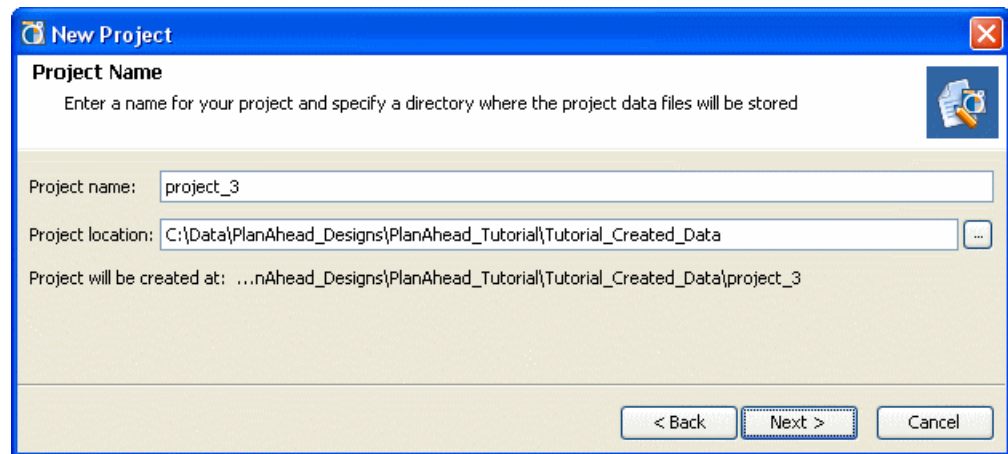 New Project
Project Name
Enter a name for your project and specify a directory where the project data files will be stored
Project name: project_3
Project location: C:\Data\PlanAhead_Designs\PlanAhead_Tutorial\Tutorial_Created_Data ...
Project will be created at: ...nAhead_Designs\PlanAhead_Tutorial\Tutorial_Created_Data\project_3
< Back Next > Cancel